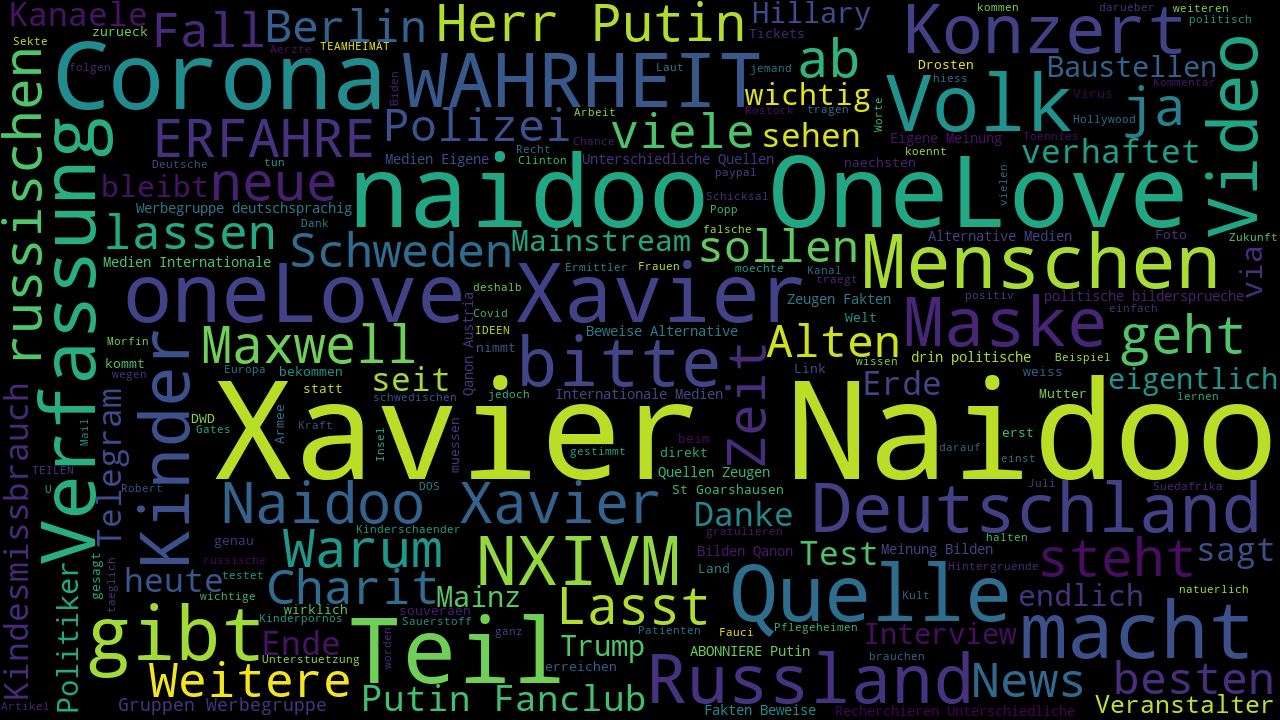 Kanaele
zurueck
Sekte
Fall
Berlin
Aerzte
TEAMHEIMAT
Herr Putin
Hillary
Tickets
Konzert
kommen
darueber
weiteren
politisch
folgen
Corona
Biden
WAHRHEIT
Laut
jemand
ab
wichtig
Drosten
hiess
Volk
Baustellen
Virus
Kommentar
Hollywood
ja
Video
russischen
Verfassung
ERFAHRE
Polizei
Arbeit
Chance
viele
Rostock
tragen
sehen
Worte
Eigene Meinung
Toennies
koennt
verhaftet
Deutsche
tun
Medien Eigene
Recht
Clinton
Unterschiedliche Quellen
naechsten
bleibt
neue
naidoo
paypal
Schicksal
OneLove
vielen
Werbegruppe deutschsprachig
Dank
Popp
falsche
lassen
Schweden
Mainstream
sollen
Alternative Medien
Foto
Zukunft
Medien Internationale
Ermittler
Frauen
moechte
Kanal
Menschen
via
oneLove
Xavier
deshalb
traegt
Zeugen Fakten
positiv
politische bildersprueche
einfach
Covid
IDEEN
Qanon Austria
Beweise Alternative
Welt
Maske
geht
Morfin
Maxwell
nimmt
bitte
Zeit
Alten
drin politische
Beispiel
kommt
wegen
Kinder
Europa
bekommen
seit
schwedischen
jedoch
Internationale Medien
Link
wissen
Erde
weiss
eigentlich
Mutter
lernen
statt
Kindesmissbrauch
Telegram
Mail
DWD
Gates
Armee
Kraft
Xavier Naidoo
Insel
muessen
gestimmt
beim
direkt
darauf
erst
einst
TEILEN
U
Robert
DOS
Quellen Zeugen
St Goarshausen
Juli
Suedafrika
Naidoo Xavier
Danke
Deutschland
Kinderschaender
gratulieren
halten
genau
russische
Warum
NXIVM
Bilden Qanon
Test
Meinung Bilden
steht
sagt
gesagt
taeglich
heute
testet
wichtige
Charit
Mainz
Land
Quelle
Hintergruende
endlich
natuerlich
Politiker
wirklich
Kinderpornos
souveraen
Sauerstoff
Lasst
Kult
gibt
Ende
Unterstuetzung
worden
Teil
ganz
Patienten
Fauci
Pflegeheimen
Interview
macht
Trump
ABONNIERE Putin
brauchen
Weitere
erreichen
Russland
News
besten
Artikel
Gruppen Werbegruppe
Putin Fanclub
Fakten Beweise
Recherchieren Unterschiedliche
Veranstalter